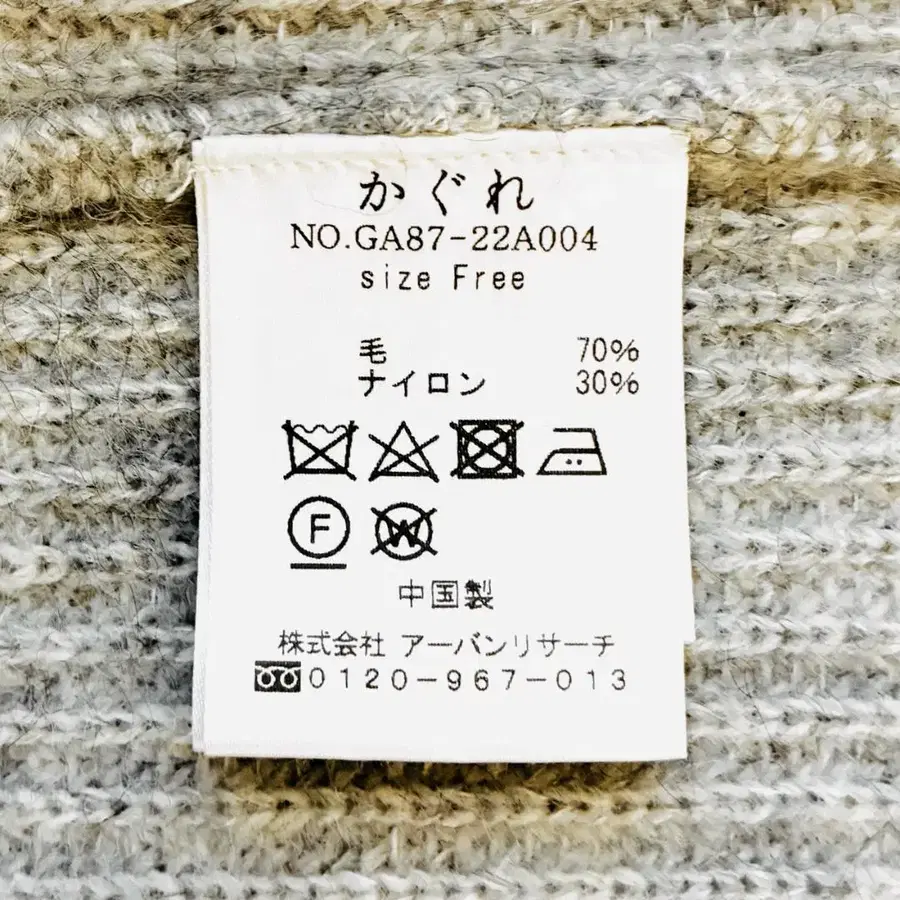 かぐれ
NO.GA87-22A004
size Free
毛 70%
ナイロン 30%
F
W
中国製
株式会社 アーバンリサーチ
0120-967-013